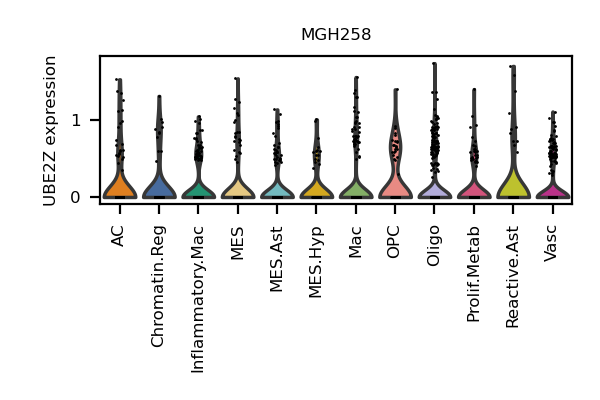 MGH258
UBE2Z expression
1
0
AC
Chromatin.Reg
Inflammatory.Mac
MES
MES.Ast
MES.Hyp
Mac
OPC
Oligo
Prolif.Metab
Reactive.Ast
Vasc